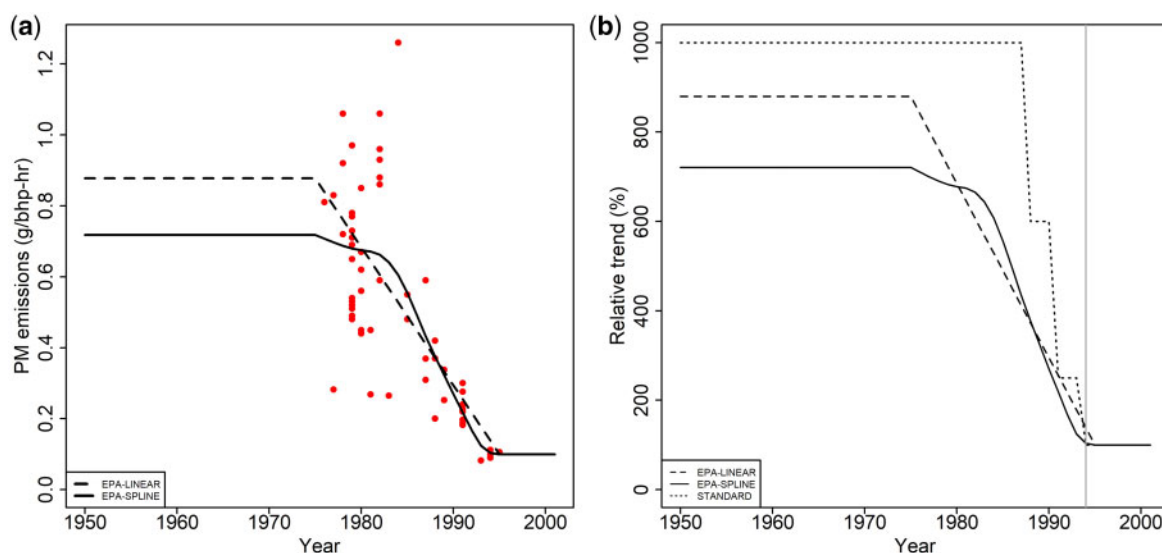 (a)
PM emissions (g/bhp-hr)
1.2
1.0
0.8
0.6
0.4
0.2
0.0
EPA-LINEAR
EPA-SPLINE
1950 1960 1970 1980 1990 2000
Year
(b)
Relative trend (%)
1000
800
600
400
200
0
EPA-LINEAR
EPA-SPLINE
STANDARD
1950 1960 1970 1980 1990 2000
Year